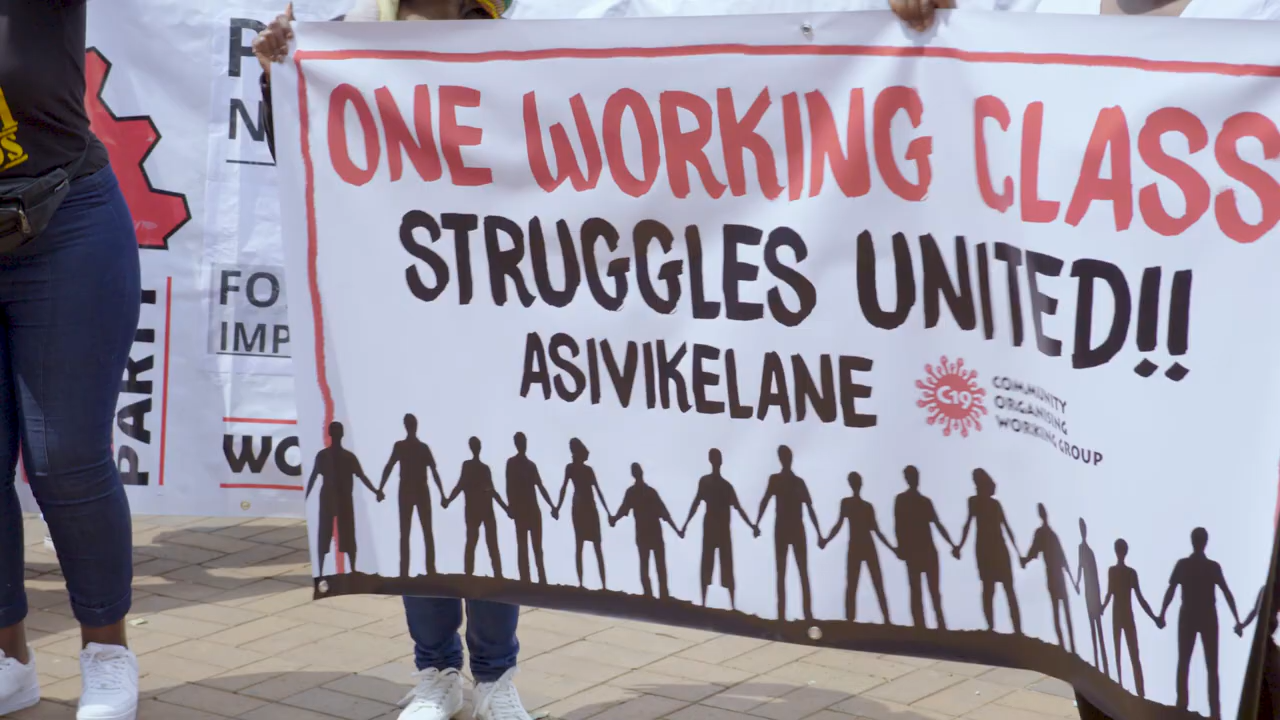 ONE WORKING CLASS
STRUGGLES UNITED!!
ASIVIKELANE
C19
COMMUNITY
ORGANISING
WORKING GROUP
FO
IMP
WO
PARTY
N